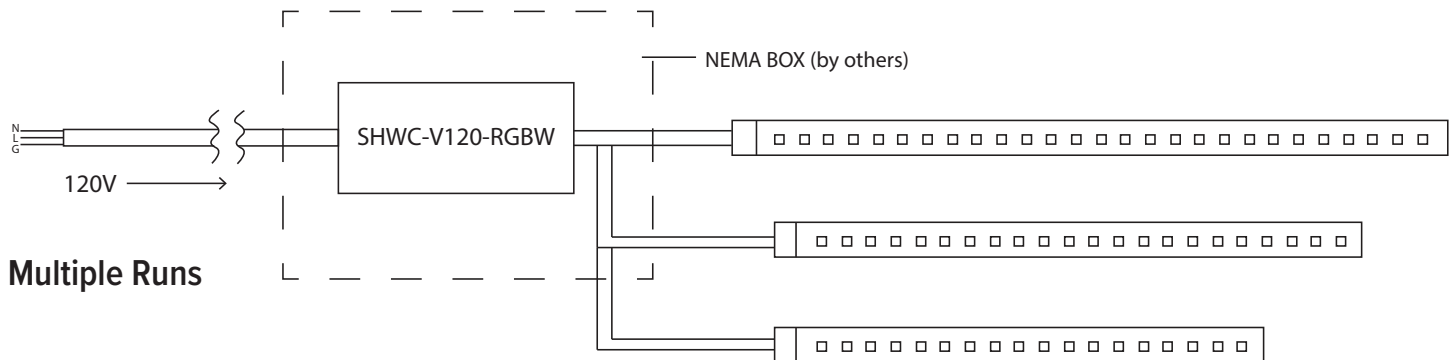 NEMA BOX (by others)
N
L
G
SHWC-V120-RGBW
120V
Multiple Runs